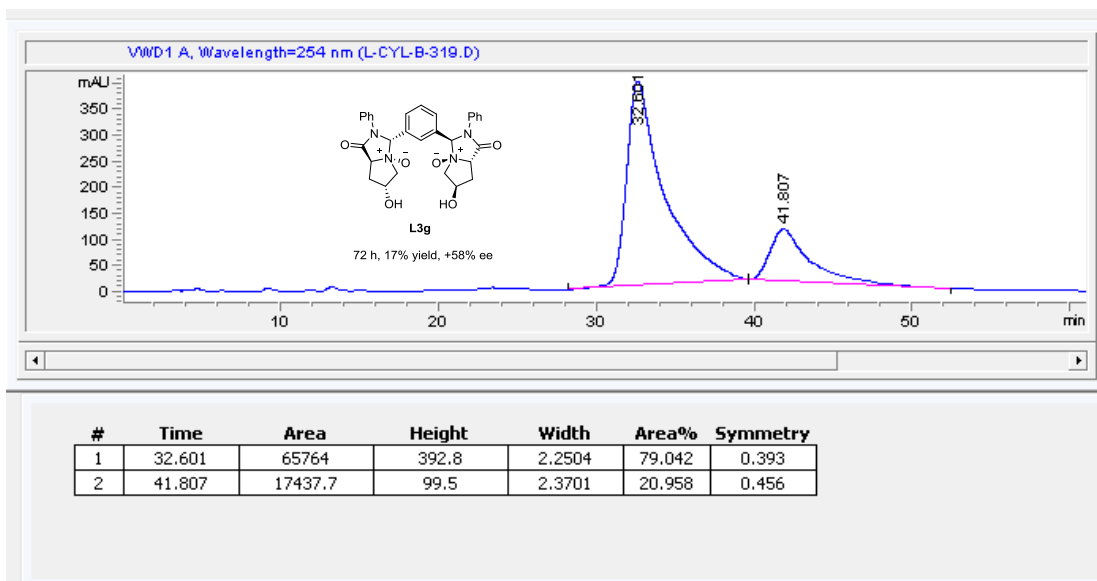 VWD1 A, Wavelength=254 nm (L-CYL-B-319.D)
mAU
350
300
250
200
150
100
50
0
10
20
30
40
50
min
32.601
41.807
Ph
Ph
N
N
O
O
+
−
N
O
−
+
O
N
OH
HO
L3g
72 h, 17% yield, +58% ee
# Time Area Height Width Area% Symmetry
1 32.601 65764 392.8 2.2504 79.042 0.393
2 41.807 17437.7 99.5 2.3701 20.958 0.456